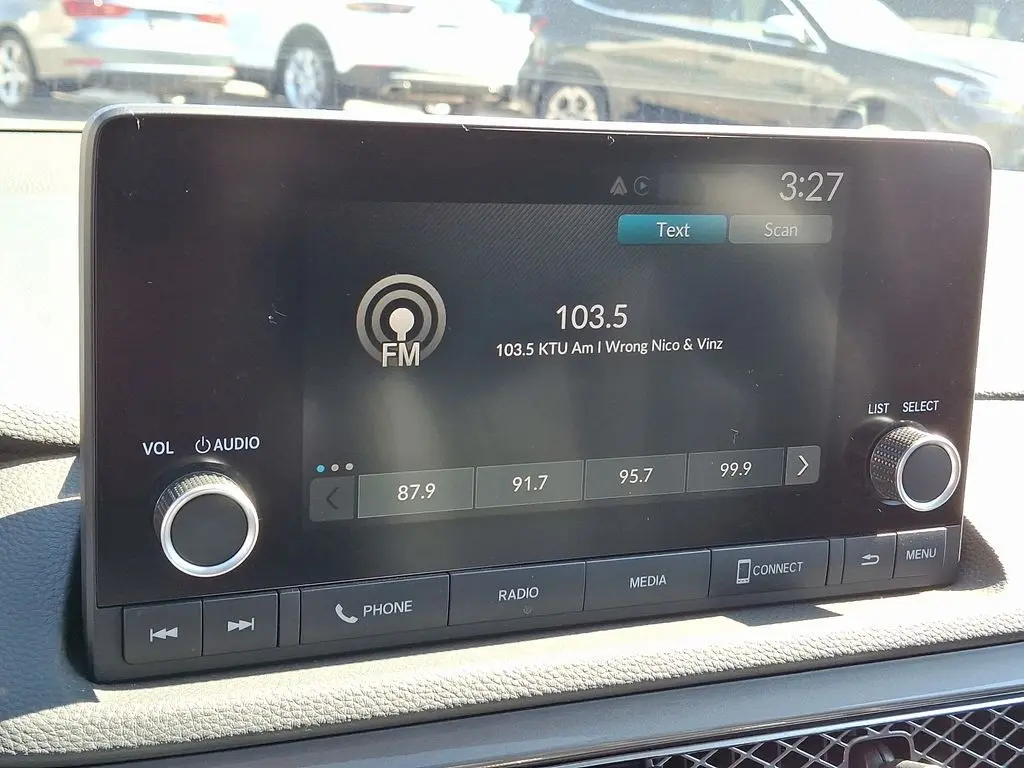 3:27
Text Scan
FM
103.5
103.5 KTU Am I Wrong Nico & Vinz
LIST SELECT
VOL AUDIO
87.9 91.7 95.7 99.9
PHONE RADIO MEDIA CONNECT MENU